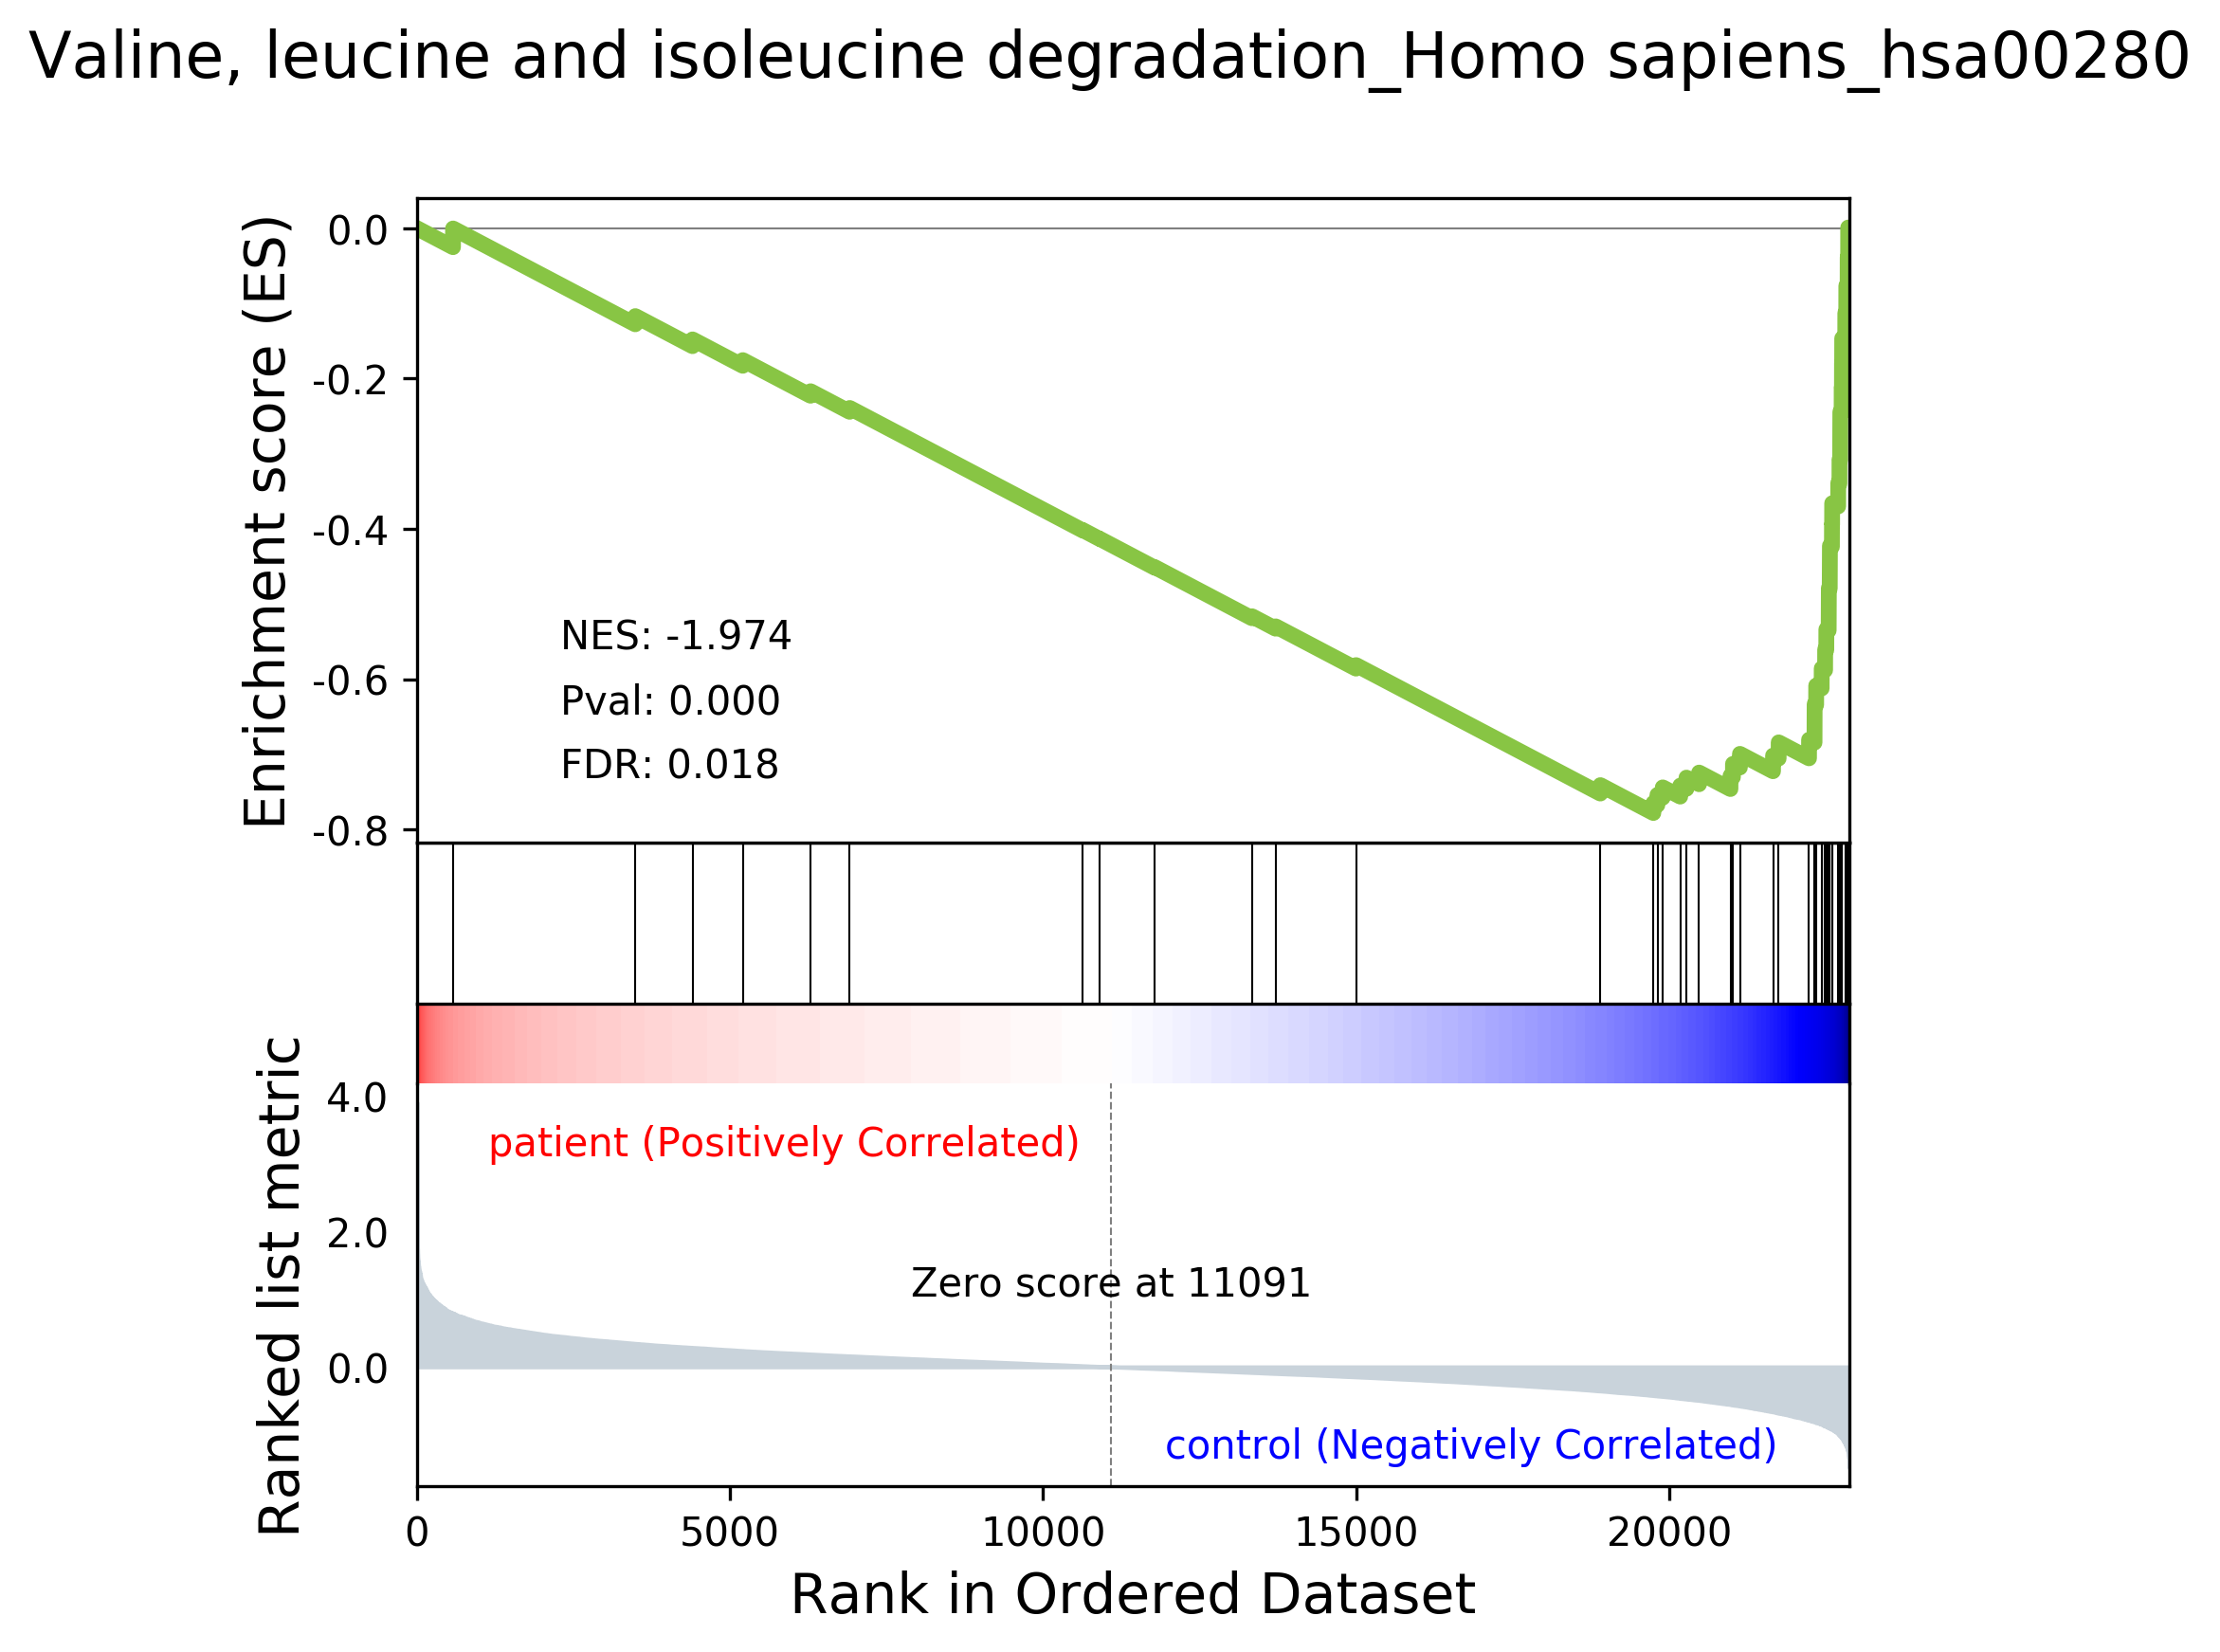 Valine, leucine and isoleucine degradation_Homo sapiens_hsa00280
Enrichment score (ES)
0.0
-0.2
-0.4
-0.6
-0.8
NES: -1.974
Pval: 0.000
FDR: 0.018
Ranked list metric
4.0
2.0
0.0
patient (Positively Correlated)
Zero score at 11091
control (Negatively Correlated)
0 5000 10000 15000 20000
Rank in Ordered Dataset